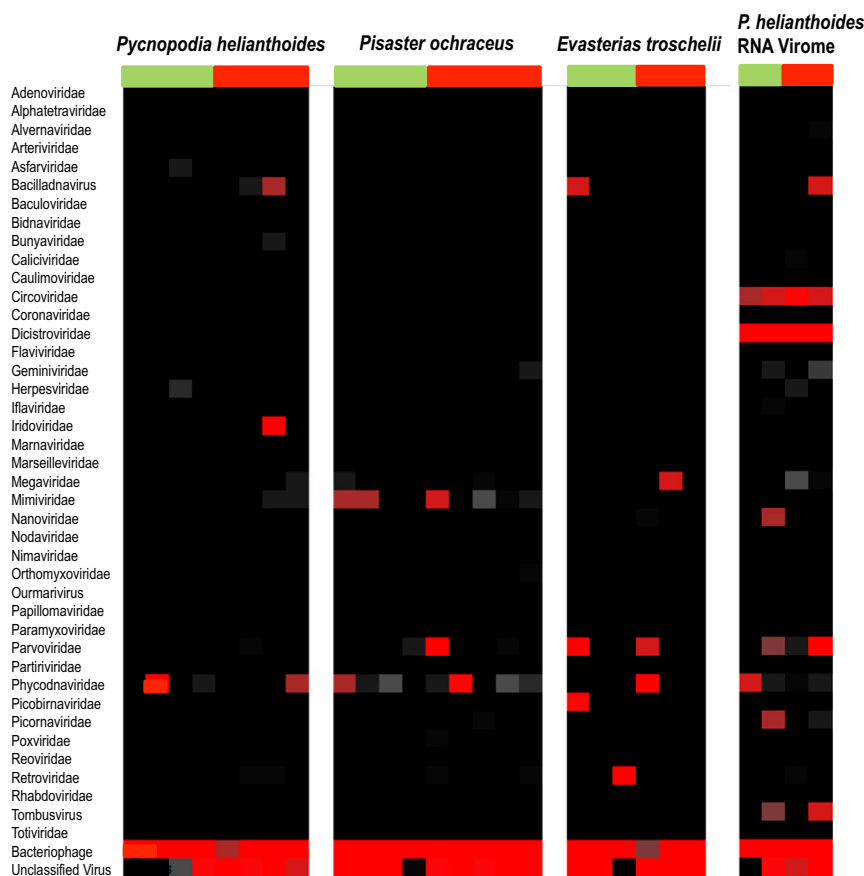 Pycnopodia helianthoides
Pisaster ochraceus
Evasterias troschelii
P. helianthoides
RNA Virome
Adenoviridae
Alphatetraviridae
Alvernaviridae
Arteriviridae
Asfarviridae
Bacilladnavirus
Baculoviridae
Bidnaviridae
Bunyaviridae
Caliciviridae
Caulimoviridae
Circoviridae
Coronaviridae
Dicistroviridae
Flaviviridae
Geminiviridae
Herpesviridae
Iflaviridae
Iridoviridae
Marnaviridae
Marseilleviridae
Megaviridae
Mimiviridae
Nanoviridae
Nodaviridae
Nimaviridae
Orthomyxoviridae
Ourmarivirus
Papillomaviridae
Paramyxoviridae
Parvoviridae
Partiriviridae
Phycodnaviridae
Picobirnaviridae
Picornaviridae
Poxviridae
Reoviridae
Retroviridae
Rhabdoviridae
Tombusvirus
Totiviridae
Bacteriophage
Unclassified Virus